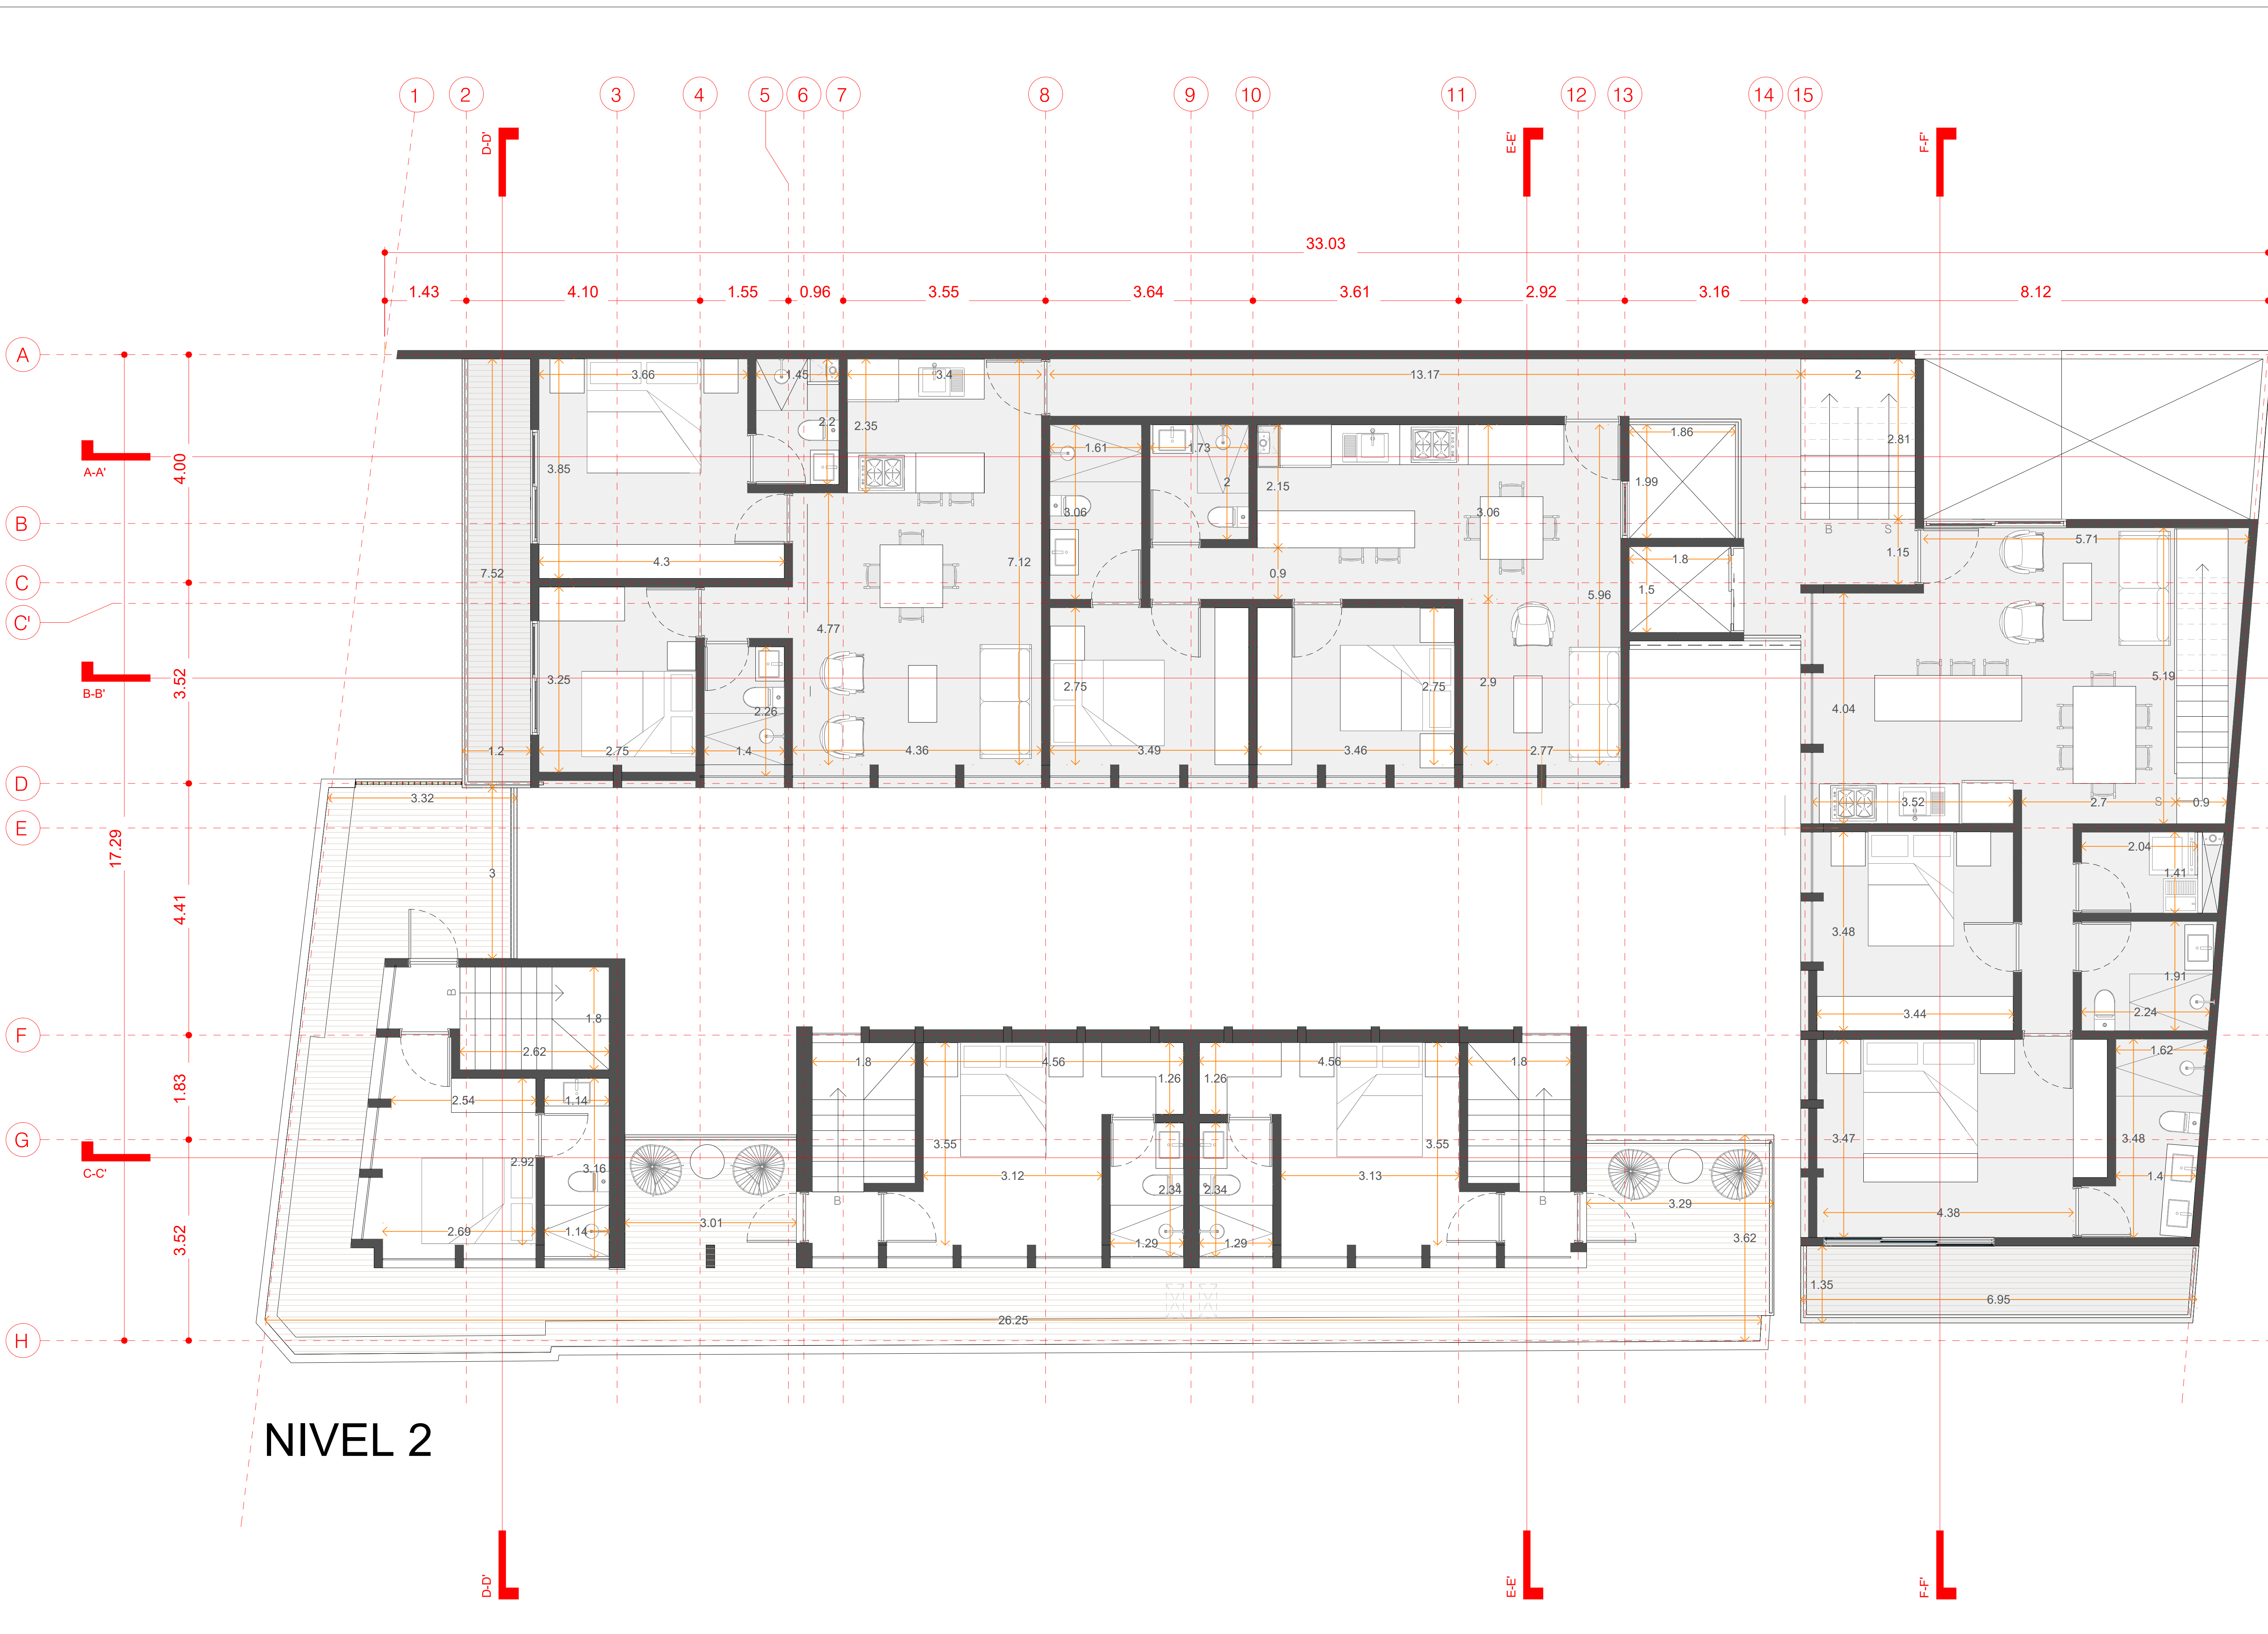 1 2 3 4 5 6 7 8 9 10 11 12 13 14 15
D-D' E-E' F-F'
33.03
1.43 4.10 1.55 0.96 3.55 3.64 3.61 2.92 3.16 8.12
A
3.66 1.45 3.4 13.17 2
2.2 2.35 1.86 2.81
A-A' 4.00 3.85 1.61 1.73
2.15 1.99 2
3.06 3.06
B
B S
5.71
1.15
4.3 7.12 1.8
C 7.52 0.9
1.5 5.96
C'
4.77
B-B' 3.52 3.25 2.75 2.75 2.9 5.19
2.26 4.04
1.2 2.75 1.4 4.36 3.49 3.46 2.77
D
3.32 3.52 2.7 S 0.9
E
17.29 2.04
3 1.41
4.41 3.48
1.91
B
1.8 3.44 2.24
F
2.62 1.8 4.56 4.56 1.8 1.62
1.83 2.54 1.14 1.26 1.26
G 3.55 3.55 3.47 3.48
C-C' 2.92 3.16 3.12 3.13 1.4
2.34 2.34
B B
3.29
3.01 4.38
3.52 2.69 1.14 1.29 1.29 3.62
1.35
6.95
26.25
H
NIVEL 2
D-D' E-E' F-F'